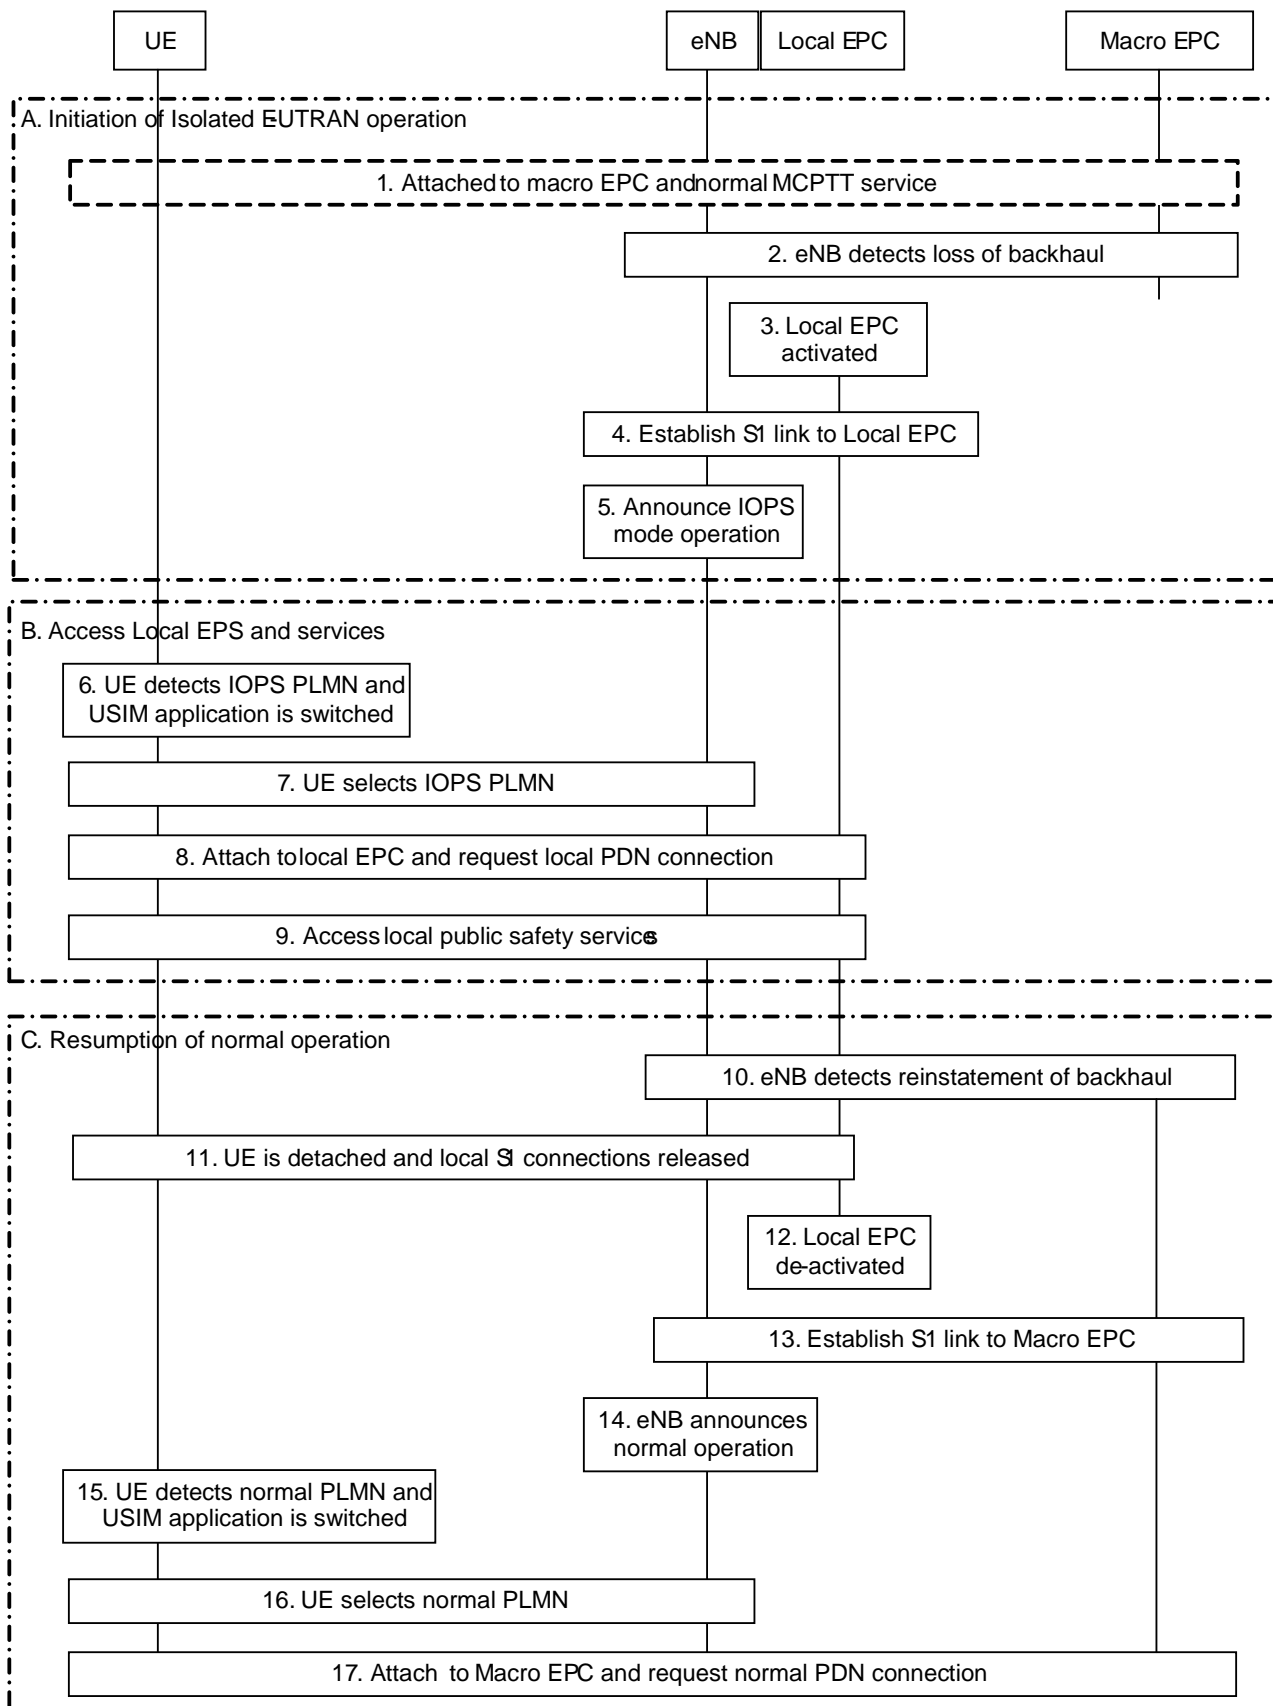 UE
eNB
Local EPC
Macro EPC
A. Initiation of Isolated E-UTRAN operation
1. Attached to macro EPC and normal MCPTT service
2. eNB detects loss of backhaul
3. Local EPC
activated
4. Establish S1 link to Local EPC
5. Announce IOPS
mode operation
B. Access Local EPS and services
6. UE detects IOPS PLMN and
USIM application is switched
7. UE selects IOPS PLMN
8. Attach to local EPC and request local PDN connection
9. Access local public safety services
C. Resumption of normal operation
10. eNB detects reinstatement of backhaul
11. UE is detached and local S1 connections released
12. Local EPC
de-activated
13. Establish S1 link to Macro EPC
14. eNB announces
normal operation
15. UE detects normal PLMN and
USIM application is switched
16. UE selects normal PLMN
17. Attach to Macro EPC and request normal PDN connection